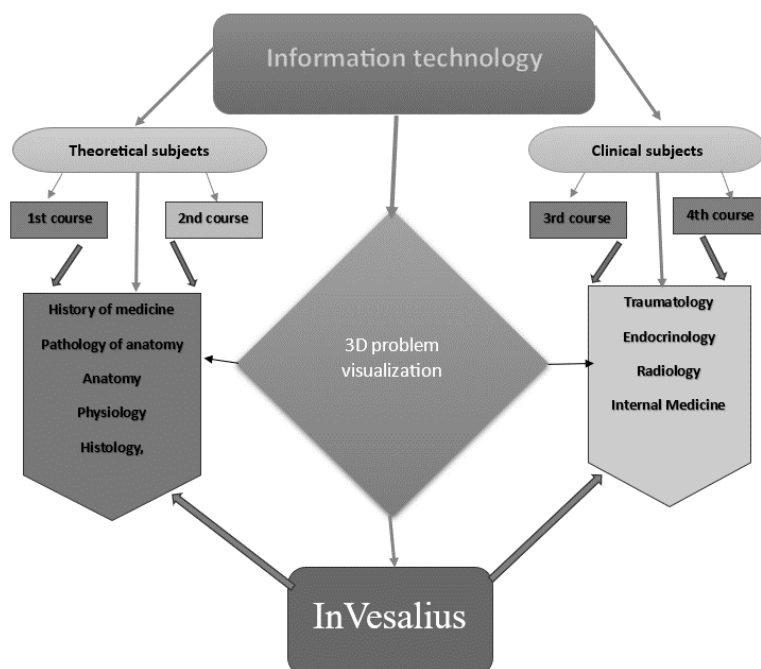 Information technology
Theoretical subjects
Clinical subjects
1st course
2nd course
3rd course
4th course
History of medicine
Pathology of anatomy
Anatomy
Physiology
Histology,
3D problem
visualization
Traumatology
Endocrinology
Radiology
Internal Medicine
InVesalius